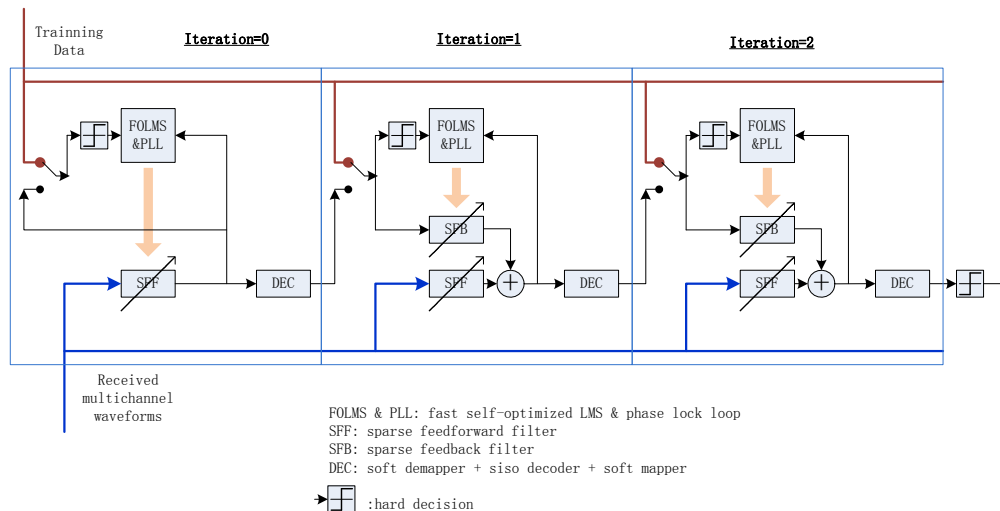 Trainning
Data
Iteration=0
Iteration=1
Iteration=2
FOLMS
&PLL
FOLMS
&PLL
FOLMS
&PLL
SFB
SFB
SFF
DEC
SFF
DEC
SFF
DEC
Received
multichannel
waveforms
FOLMS & PLL: fast self-optimized LMS & phase lock loop
SFF: sparse feedforward filter
SFB: sparse feedback filter
DEC: soft demapper + siso decoder + soft mapper
:hard decision